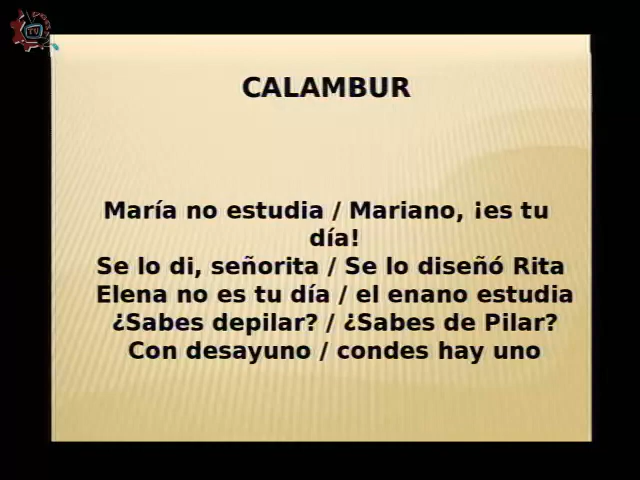 TV
CALAMBUR
María no estudia / Mariano, ¡es tu
día!
Se lo di, señorita / Se lo diseñó Rita
Elena no es tu día / el enano estudia
¿Sabes depilar? / ¿Sabes de Pilar?
Con desayuno / condes hay uno